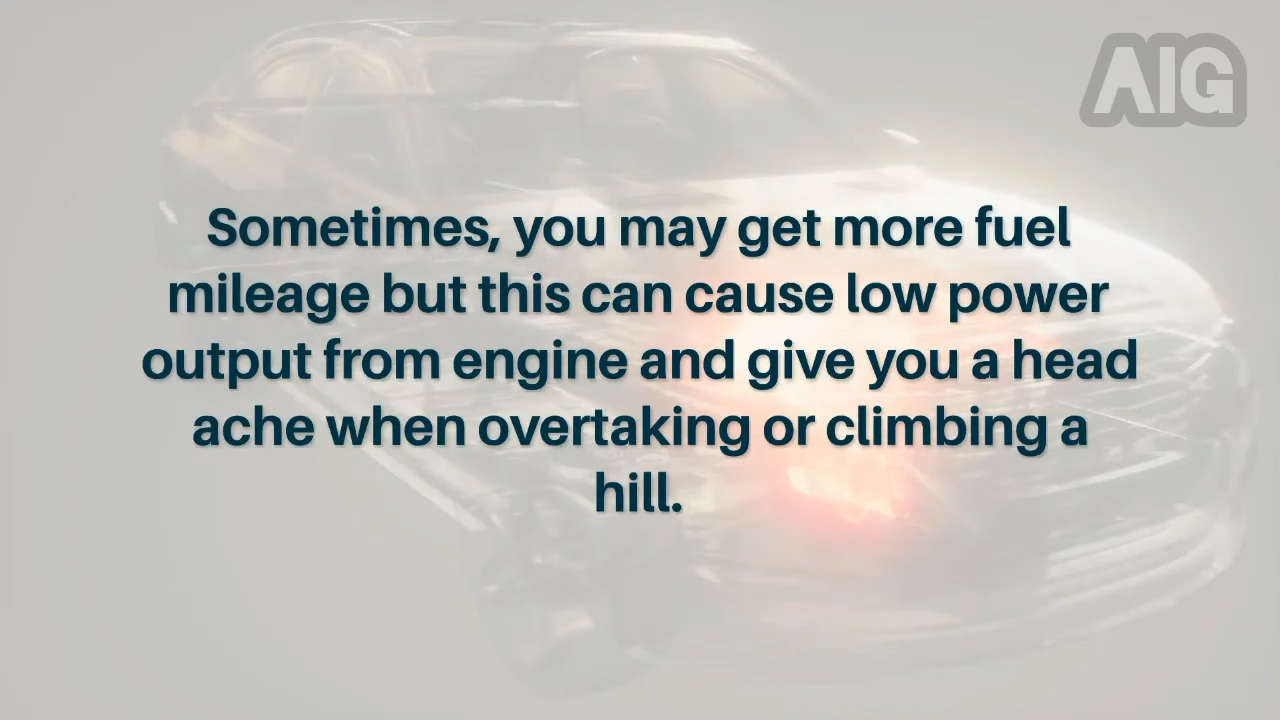 AIG
Sometimes, you may get more fuel
mileage but this can cause low power
output from engine and give you a head
ache when overtaking or climbing a
hill.